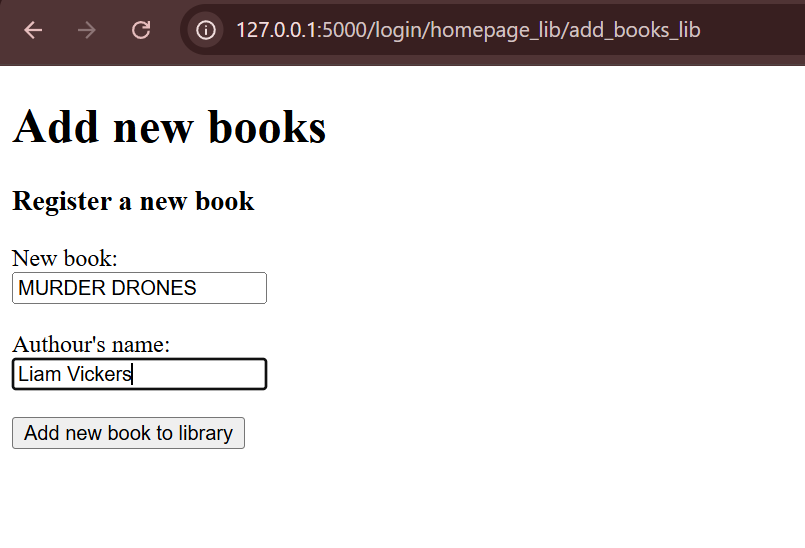 127.0.0.1:5000/login/homepage_lib/add_books_lib
Add new books
Register a new book
New book:
MURDER DRONES
Authour's name:
Liam Vickers
Add new book to library